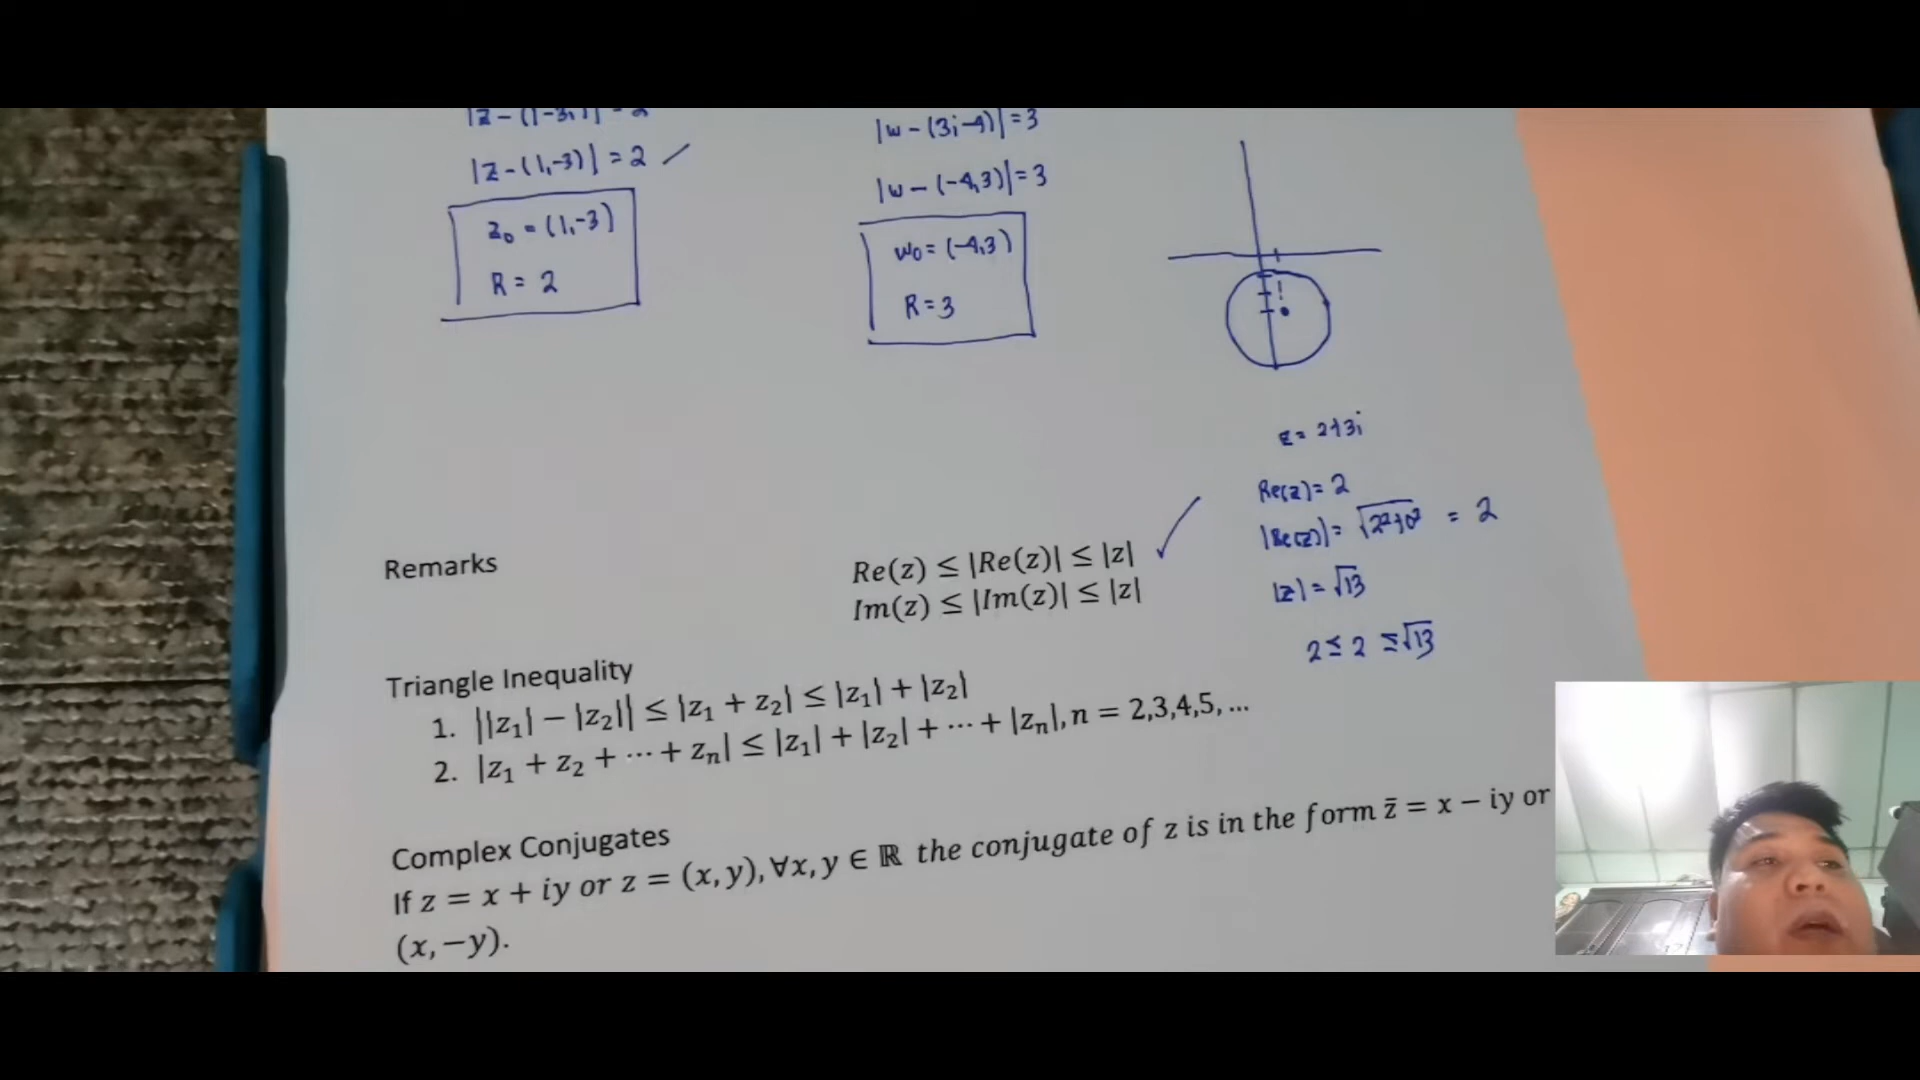 |z-(1-3i)| = 2
|z-(1,-3)| = 2
z₀ = (1,-3)
R = 2
|w-(3i-4)| = 3
|w-(-4,3)| = 3
w₀ = (-4,3)
R = 3
z = 2+3i
Re(z) = 2
|Re(z)| = √2²+0² = 2
|z| = √13
2 ≤ 2 ≤ √13
Remarks
Re(z) ≤ |Re(z)| ≤ |z|
Im(z) ≤ |Im(z)| ≤ |z|
Triangle Inequality
1. ||z₁| − |z₂|| ≤ |z₁ + z₂| ≤ |z₁| + |z₂|
2. |z₁ + z₂ + ⋯ + zₙ| ≤ |z₁| + |z₂| + ⋯ + |zₙ|, n = 2,3,4,5, ...
Complex Conjugates
If z = x + iy or z = (x, y), ∀x, y ∈ ℝ the conjugate of z is in the form z̄ = x − iy or
(x, −y).